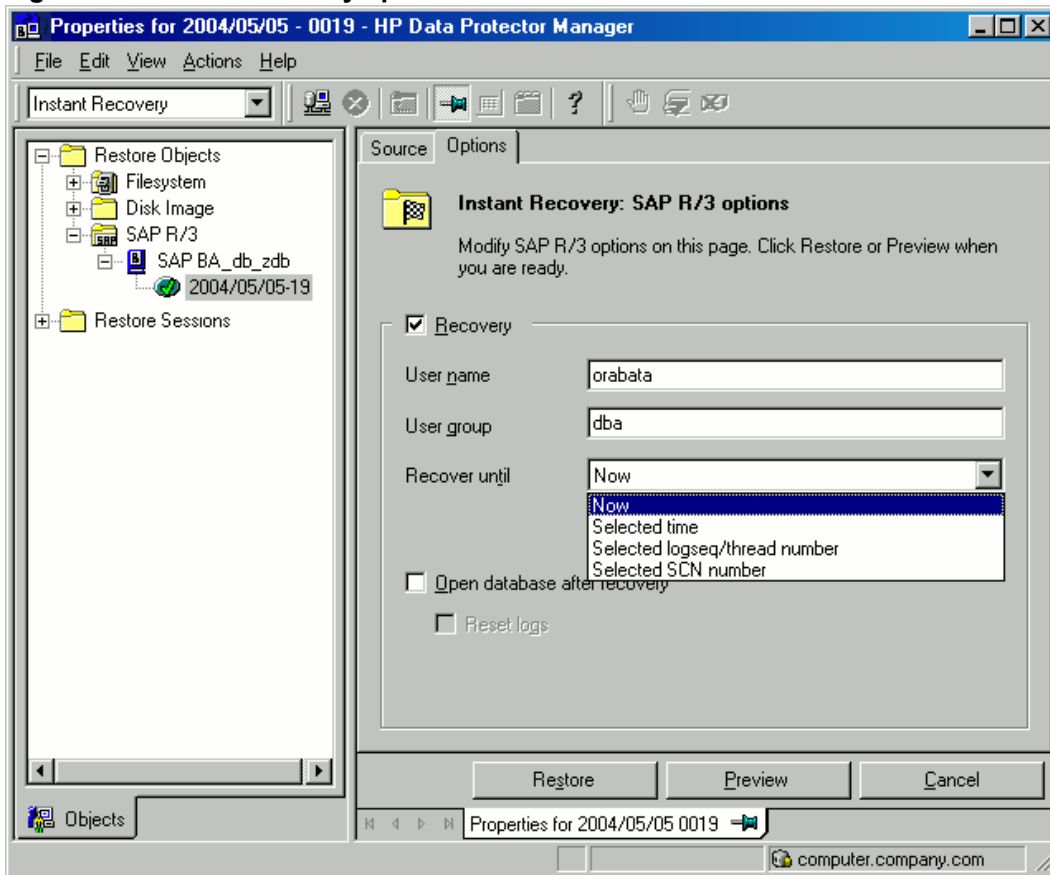 Properties for 2004/05/05 - 0019 - HP Data Protector Manager
File Edit View Actions Help
Instant Recovery
Restore Objects
Filesystem
Disk Image
SAP R/3
SAP BA_db_zdb
2004/05/05-19
Restore Sessions
Objects
Source Options
Instant Recovery: SAP R/3 options
Modify SAP R/3 options on this page. Click Restore or Preview when
you are ready.
Recovery
User name orabata
User group dba
Recover until Now
Now
Selected time
Selected logseq/thread number
Selected SCN number
Open database after recovery
Reset logs
Restore Preview Cancel
Properties for 2004/05/05 0019
computer.company.com